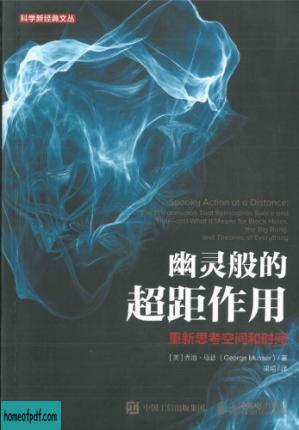 科学新经典文丛
Spooky Action at a Distance:
The Phenomenon That Reimagines Space and
Time—and What It Means for Black Holes,
the Big Bang,
and Theories of Everything
幽灵般的
超距作用
重新思考空间和时间
[美] 乔治·马瑟 (George Musser) 著
梁焰 译
中国工信出版集团
人民邮电出版社
homeofpdf.com
homeofpdf.com